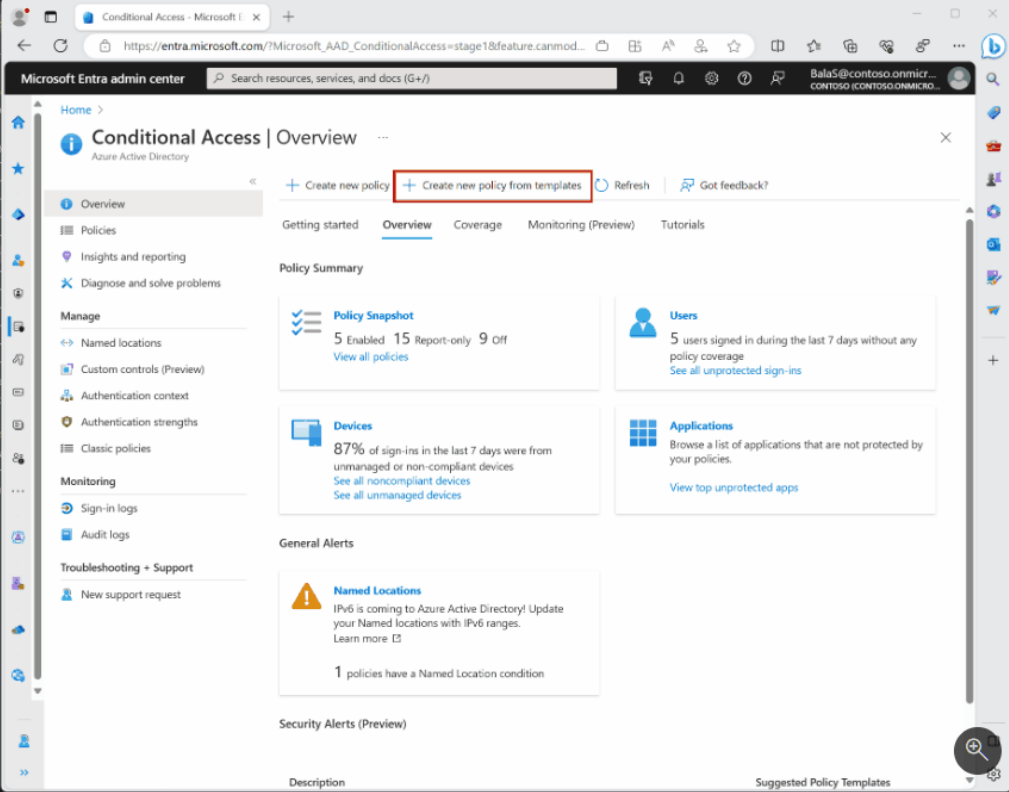 Conditional Access - Microsoft E
https://entra.microsoft.com/?Microsoft_AAD_ConditionalAccess=stage1&feature.canmod...
Microsoft Entra admin center
Search resources, services, and docs (G+/)
BalaS@contoso.onmicr...
CONTOSO (CONTOSO.ONMICRO...
Home >
Conditional Access | Overview ...
Azure Active Directory
«
+ Create new policy
+ Create new policy from templates
Refresh
Got feedback?
Overview
Policies
Insights and reporting
Diagnose and solve problems
Manage
Named locations
Custom controls (Preview)
Authentication context
Authentication strengths
Classic policies
Monitoring
Sign-in logs
Audit logs
Troubleshooting + Support
New support request
Getting started
Overview
Coverage
Monitoring (Preview)
Tutorials
Policy Summary
Policy Snapshot
5 Enabled 15 Report-only 9 Off
View all policies
Users
5 users signed in during the last 7 days without any
policy coverage
See all unprotected sign-ins
Devices
87% of sign-ins in the last 7 days were from
unmanaged or non-compliant devices
See all noncompliant devices
See all unmanaged devices
Applications
Browse a list of applications that are not protected by
your policies.
View top unprotected apps
General Alerts
Named Locations
IPv6 is coming to Azure Active Directory! Update
your Named locations with IPv6 ranges.
Learn more
1 policies have a Named Location condition
Security Alerts (Preview)
Description
Suggested Policy Templates